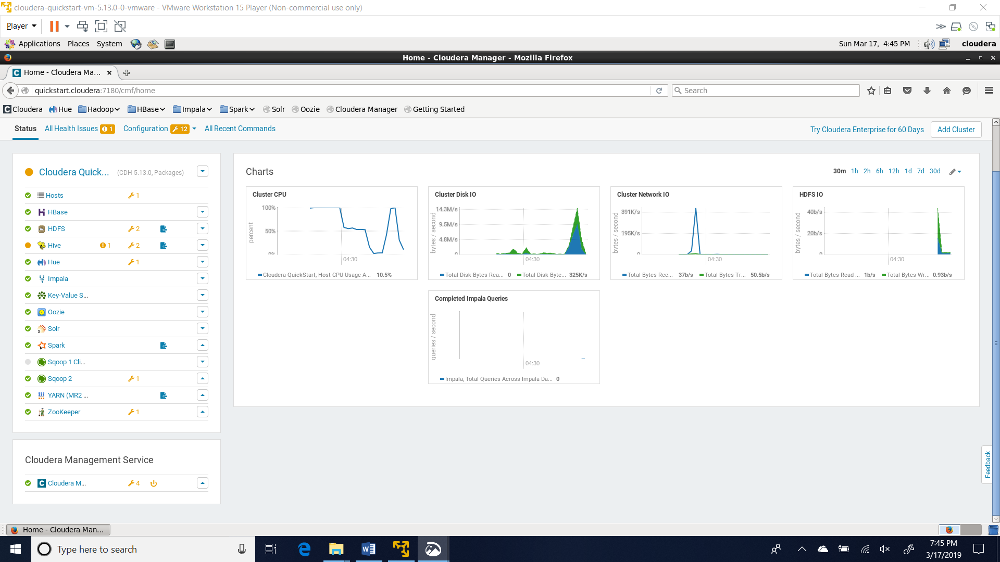 cloudera-quickstart-vm-5.13.0-0-vmware - VMware Workstation 15 Player (Non-commercial use only)
Player
Applications Places System Sun Mar 17, 4:45 PM cloudera
Home - Cloudera Manager - Mozilla Firefox
Home - Cloudera Ma...
quickstart.cloudera:7180/cmf/home Search
Cloudera Hue Hadoop HBase Impala Spark Solr Oozie Cloudera Manager Getting Started
Status All Health Issues 1 Configuration 12 All Recent Commands Try Cloudera Enterprise for 60 Days Add Cluster
Cloudera Quick... (CDH 5.13.0, Packages)
Hosts 1
HBase
HDFS 2
Hive 1 2
Hue 1
Impala
Key-Value S...
Oozie
Solr
Spark
Sqoop 1 Cli...
Sqoop 2 1
YARN (MR2 ...
ZooKeeper 1
Cloudera Management Service
Cloudera M... 4
Charts 30m 1h 2h 6h 12h 1d 7d 30d
Cluster CPU
percent
100%
50%
0%
04:30
Cloudera QuickStart, Host CPU Usage A... 10.5%
Cluster Disk IO
bytes / second
14.3M/s
9.5M/s
4.8M/s
0
04:30
Total Disk Bytes Rea... 0 Total Disk Byte... 325K/s
Cluster Network IO
bytes / second
391K/s
195K/s
0
04:30
Total Bytes Rec... 37b/s Total Bytes Tr... 50.5b/s
HDFS IO
bytes / second
40b/s
20b/s
0
04:30
Total Bytes Read ... 1b/s Total Bytes Wr... 0.93b/s
Completed Impala Queries
queries / second
04:30
Impala, Total Queries Across Impala Da... 0
Feedback
Home - Cloudera Man...
Type here to search
7:45 PM
3/17/2019